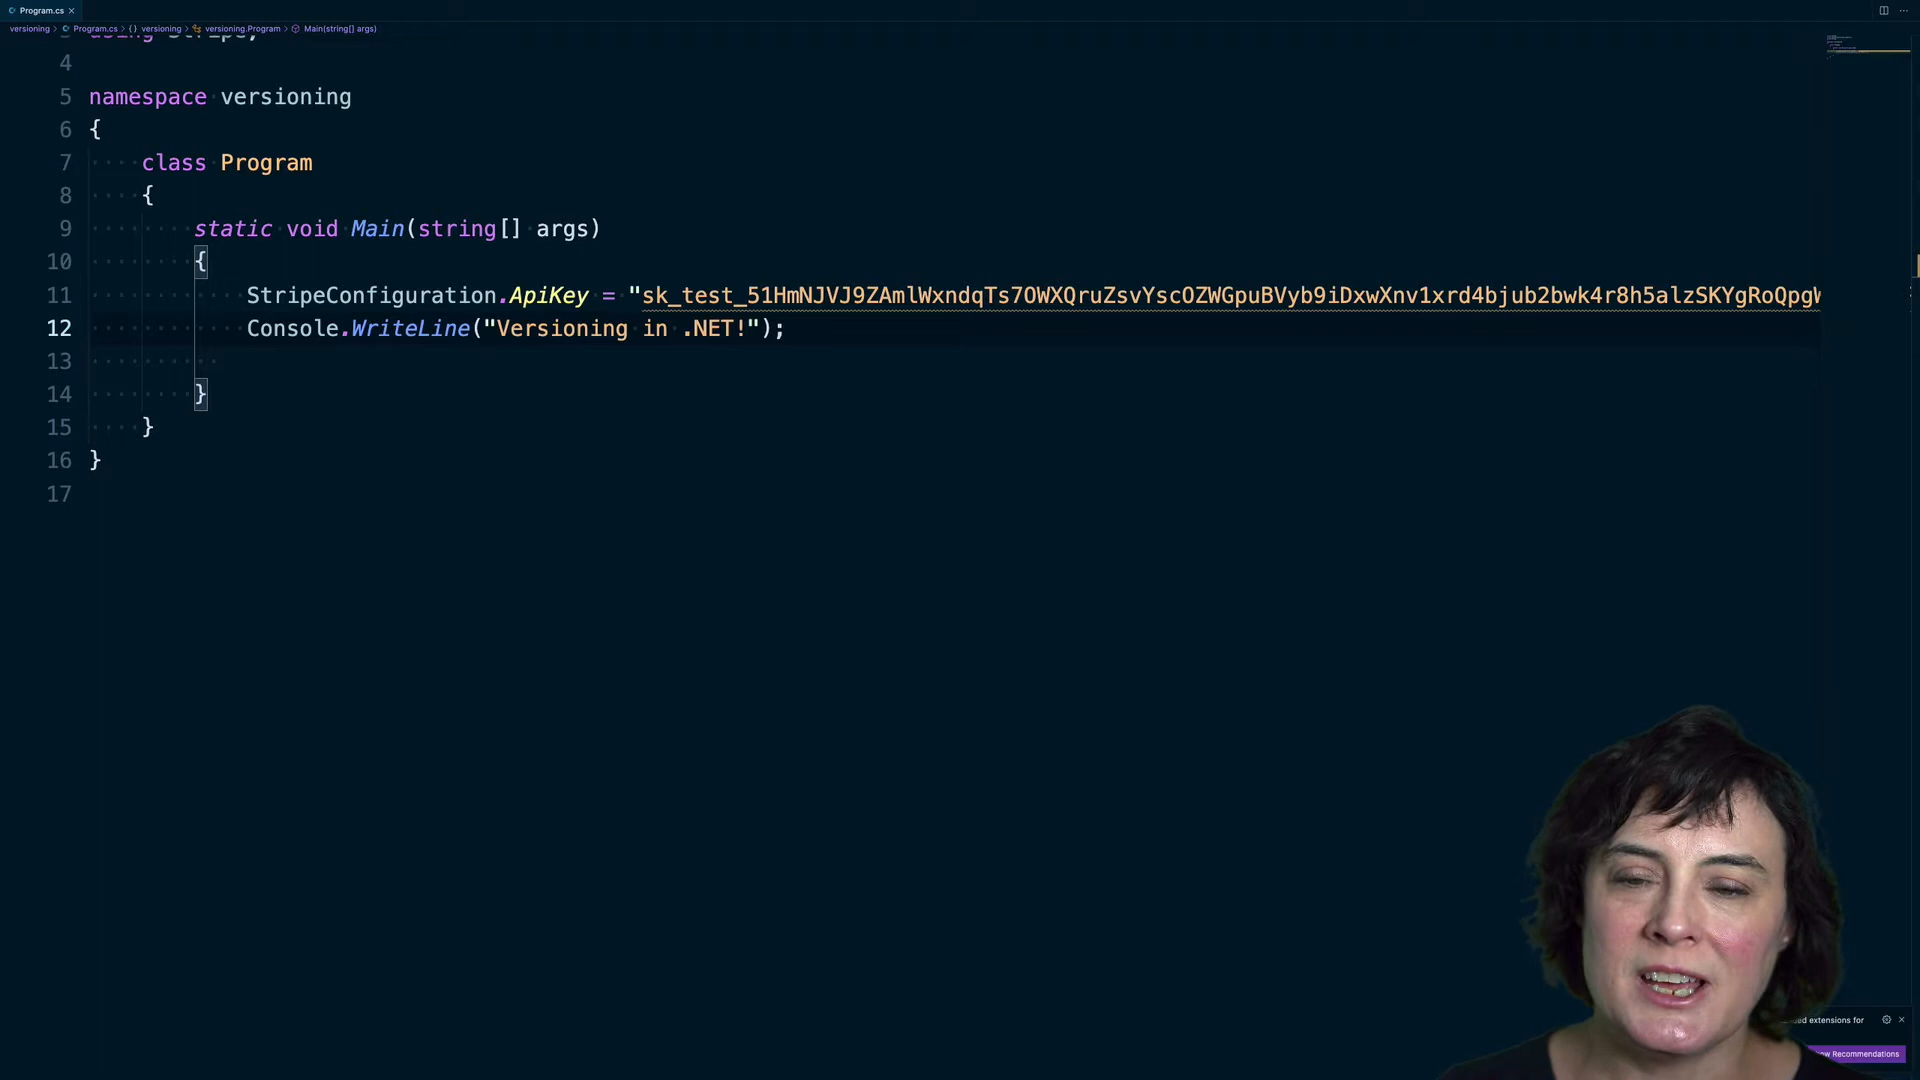 Program.cs
versioning > Program.cs > {} versioning > versioning.Program > Main(string[] args)
4
5 namespace versioning
6 {
7 class Program
8 {
9 static void Main(string[] args)
10 {
11 StripeConfiguration.ApiKey = "sk_test_51HmNJVJ9ZAmlWxndqTs7OWXQruZsvYscOZWGpuBVyb9iDxwXnv1xrd4bjub2bwk4r8h5alzSKYgRoQpgW
12 Console.WriteLine("Versioning in .NET!");
13
14 }
15 }
16 }
17
extensions for
Recommendations